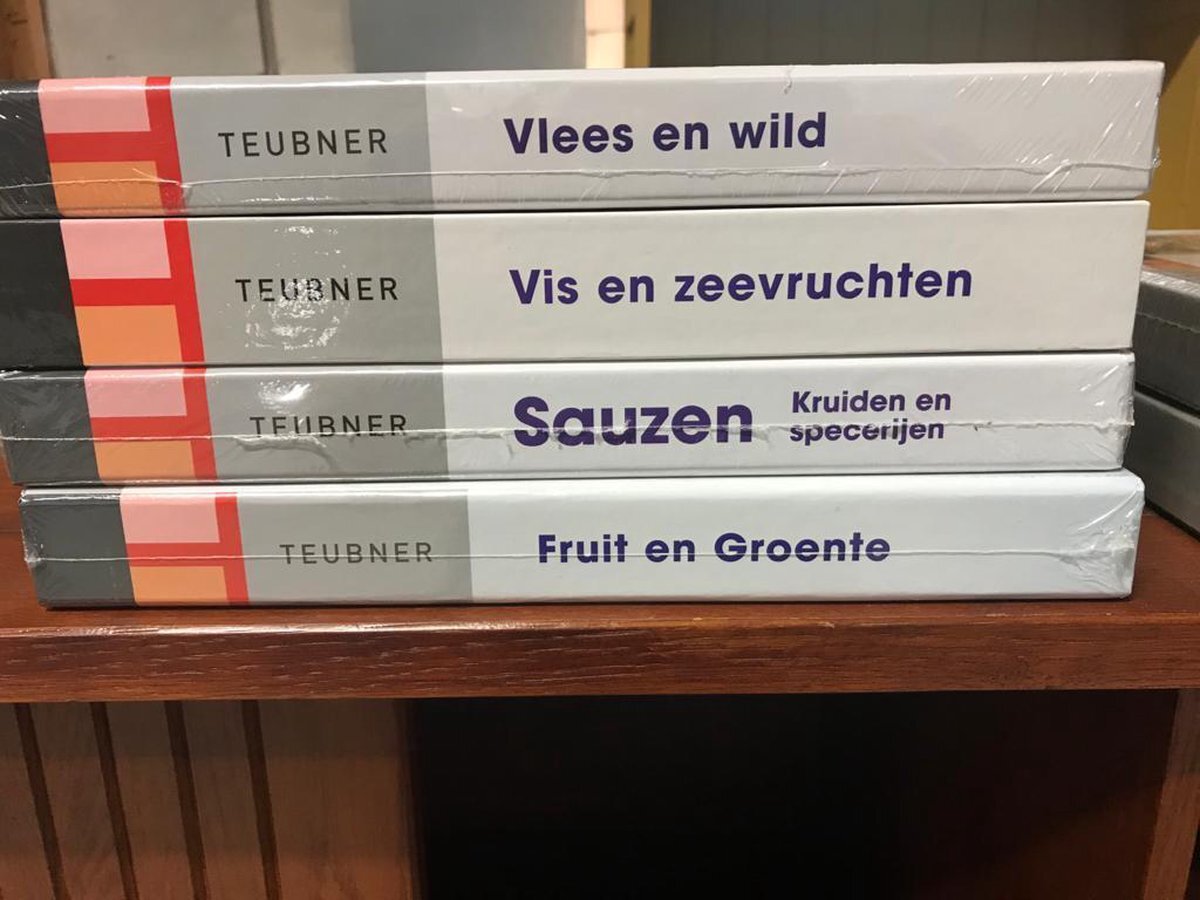 TEUBNER Vlees en wild
TEUBNER Vis en zeevruchten
TEUBNER Sauzen Kruiden en
specerijen
TEUBNER Fruit en Groente